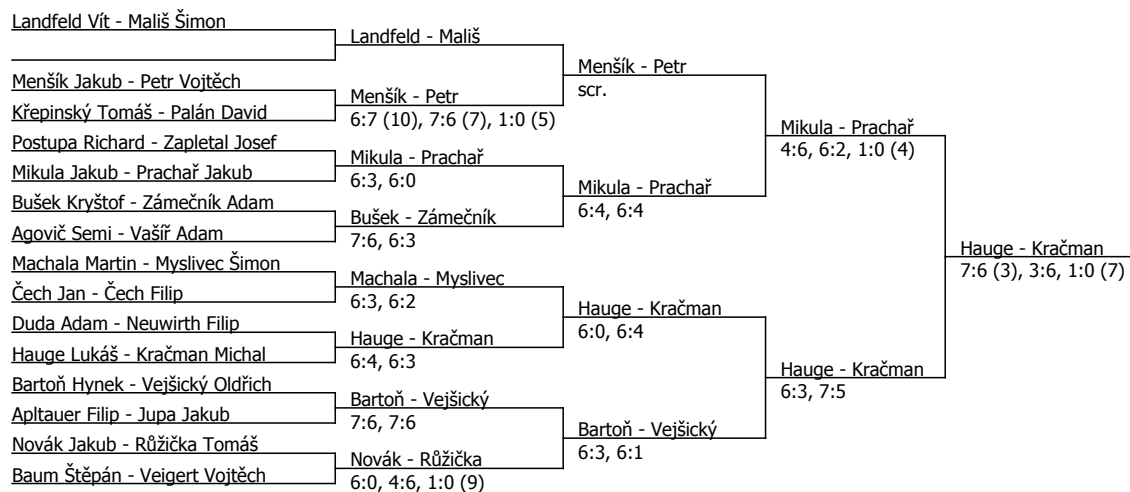 Landfeld Vít - Mališ Šimon
Menšík Jakub - Petr Vojtěch
Křepinský Tomáš - Palán David
Postupa Richard - Zapletal Josef
Mikula Jakub - Prachař Jakub
Bušek Kryštof - Zámečník Adam
Agovič Semi - Vašíř Adam
Machala Martin - Myslivec Šimon
Čech Jan - Čech Filip
Duda Adam - Neuwirth Filip
Hauge Lukáš - Kračman Michal
Bartoň Hynek - Vejšický Oldřich
Apltauer Filip - Jupa Jakub
Novák Jakub - Růžička Tomáš
Baum Štěpán - Veigert Vojtěch
Landfeld - Mališ
Menšík - Petr
6:7 (10), 7:6 (7), 1:0 (5)
Mikula - Prachař
6:3, 6:0
Bušek - Zámečník
7:6, 6:3
Machala - Myslivec
6:3, 6:2
Hauge - Kračman
6:4, 6:3
Bartoň - Vejšický
7:6, 7:6
Novák - Růžička
6:0, 4:6, 1:0 (9)
Menšík - Petr
scr.
Mikula - Prachař
6:4, 6:4
Hauge - Kračman
6:0, 6:4
Bartoň - Vejšický
6:3, 6:1
Mikula - Prachař
4:6, 6:2, 1:0 (4)
Hauge - Kračman
6:3, 7:5
Hauge - Kračman
7:6 (3), 3:6, 1:0 (7)